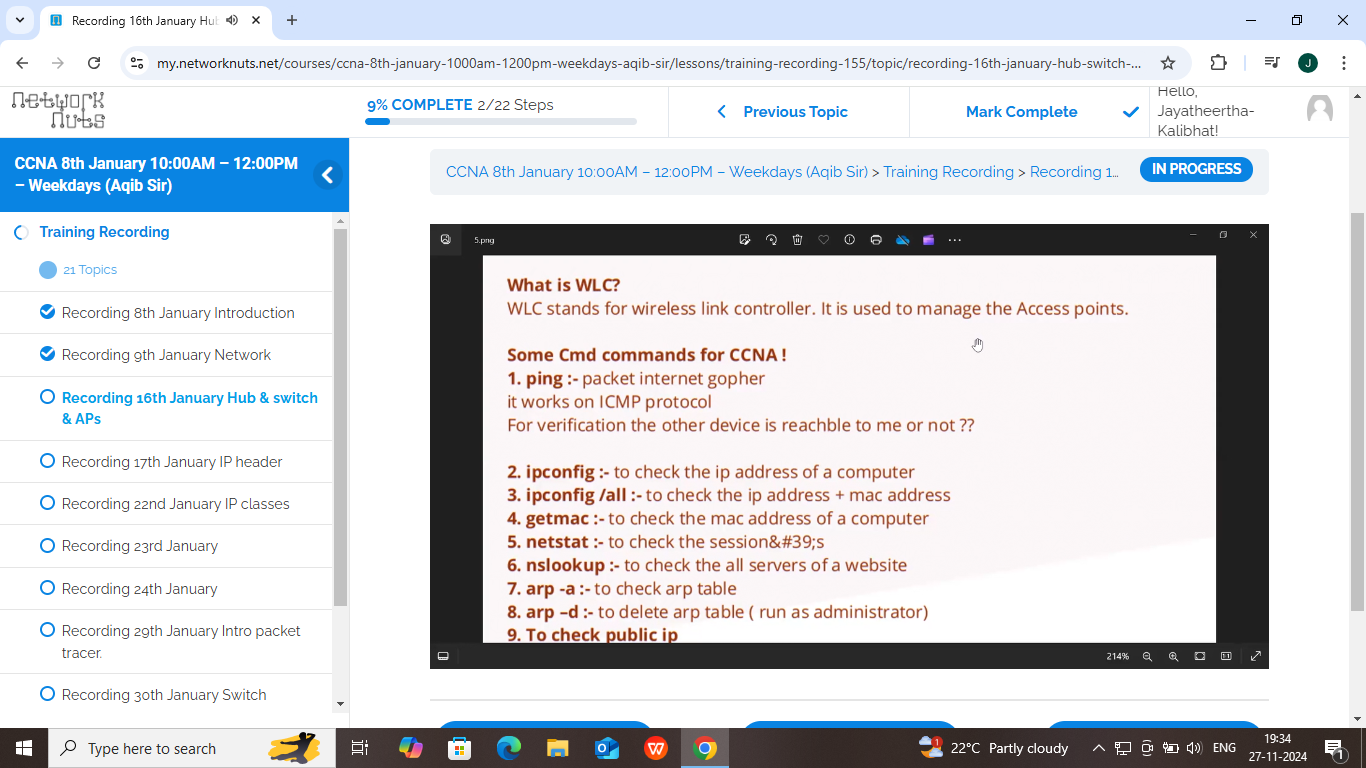 Recording 16th January Hu
my.networknuts.net/courses/ccna-8th-january-1000am-1200pm-weekdays-aqib-sir/lessons/training-recording-155/topic/recording-16th-january-hub-switch-...
J
Network
Nuts
9% COMPLETE 2/22 Steps
Previous Topic
Mark Complete
Hello,
Jayatheertha-
Kalibhat!
CCNA 8th January 10:00AM – 12:00PM
– Weekdays (Aqib Sir)
Training Recording
21 Topics
Recording 8th January Introduction
Recording 9th January Network
Recording 16th January Hub & switch
& APs
Recording 17th January IP header
Recording 22nd January IP classes
Recording 23rd January
Recording 24th January
Recording 29th January Intro packet
tracer.
Recording 30th January Switch
CCNA 8th January 10:00AM – 12:00PM – Weekdays (Aqib Sir) > Training Recording > Recording 1...
IN PROGRESS
5.png
What is WLC?
WLC stands for wireless link controller. It is used to manage the Access points.
Some Cmd commands for CCNA !
1. ping :- packet internet gopher
it works on ICMP protocol
For verification the other device is reachble to me or not ??
2. ipconfig :- to check the ip address of a computer
3. ipconfig /all :- to check the ip address + mac address
4. getmac :- to check the mac address of a computer
5. netstat :- to check the session&#39;s
6. nslookup :- to check the all servers of a website
7. arp -a :- to check arp table
8. arp –d :- to delete arp table ( run as administrator)
9. To check public ip
214%
Type here to search
22°C Partly cloudy
ENG
19:34
27-11-2024
1